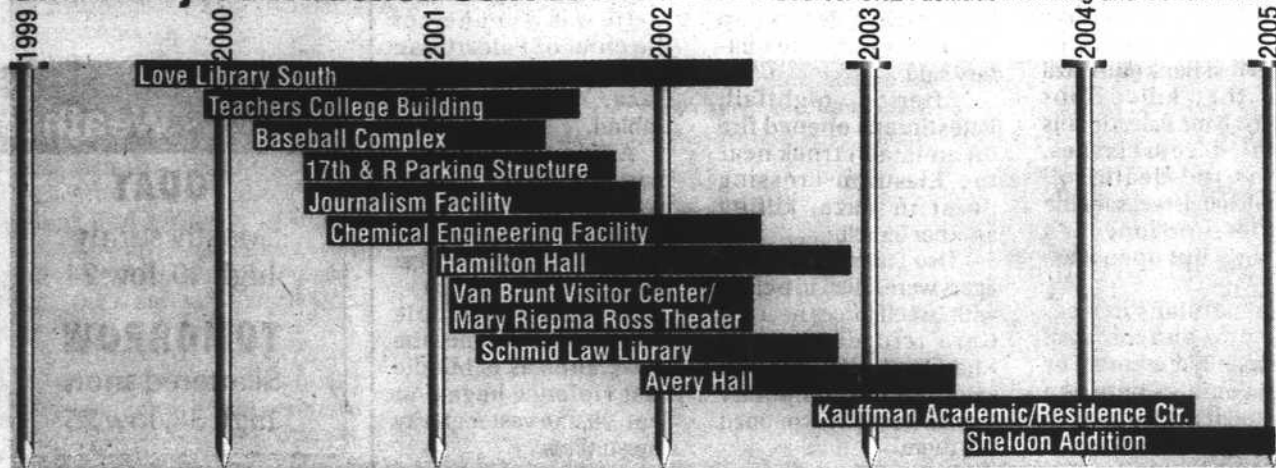 1999
2000
2001
2002
2003
2004
2005
Love Library South
Teachers College Building
Baseball Complex
17th & R Parking Structure
Journalism Facility
Chemical Engineering Facility
Hamilton Hall
Van Brunt Visitor Center/
Mary Riepma Ross Theater
Schmid Law Library
Avery Hall
Kauffman Academic/Residence Ctr.
Sheldon Addition